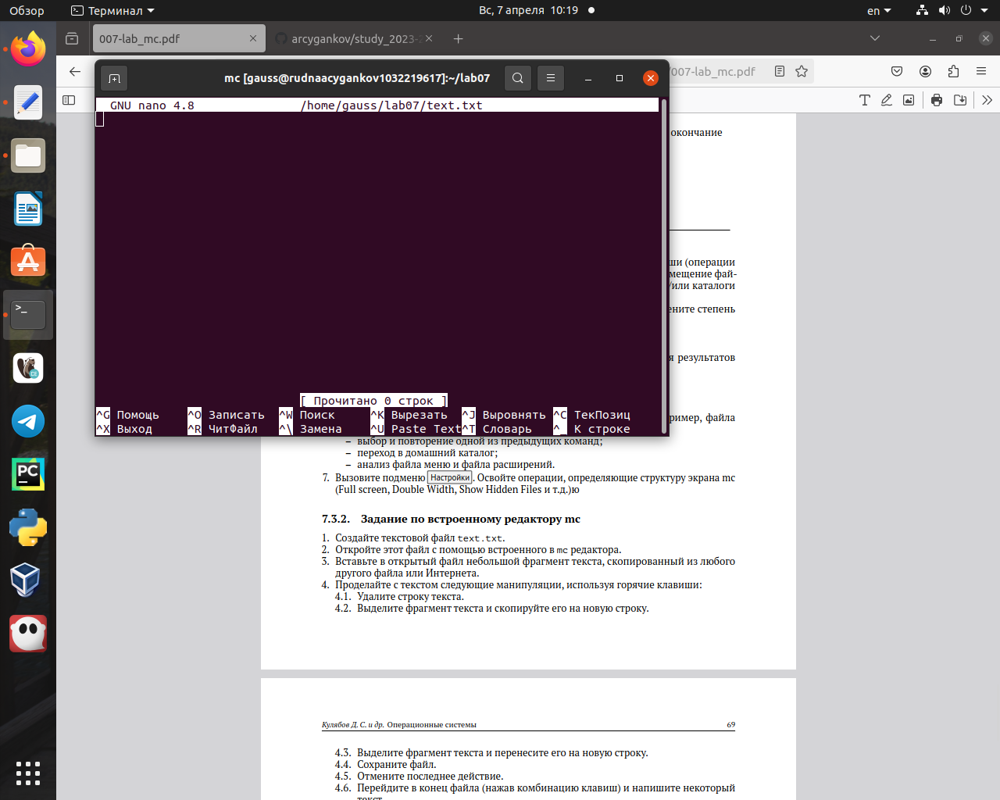 Обзор
Терминал
Вс, 7 апреля 10:19
en
007-lab_mc.pdf
arcygankov/study_2023-2
/007-lab_mc.pdf
mc [gauss@rudnaacygankov1032219617]:~/lab07
GNU nano 4.8 /home/gauss/lab07/text.txt
[ Прочитано 0 строк ]
^G Помощь ^O Записать ^W Поиск ^K Вырезать ^J Выровнять ^C ТекПозиц
^X Выход ^R ЧитФайл ^\ Замена ^U Paste Text ^T Словарь ^_ К строке
окончание
ши (операции
мещение фай-
/или каталоги
ените степень
я результатов
ример, файла
– выбор и повторение одной из предыдущих команд;
– переход в домашний каталог;
– анализ файла меню и файла расширений.
7. Вызовите подменю Настройки. Освойте операции, определяющие структуру экрана mc
(Full screen, Double Width, Show Hidden Files и т.д.)ю
7.3.2. Задание по встроенному редактору mc
1. Создайте текстовой файл text.txt.
2. Откройте этот файл с помощью встроенного в mc редактора.
3. Вставьте в открытый файл небольшой фрагмент текста, скопированный из любого
другого файла или Интернета.
4. Проделайте с текстом следующие манипуляции, используя горячие клавиши:
4.1. Удалите строку текста.
4.2. Выделите фрагмент текста и скопируйте его на новую строку.
Кулябов Д. С. и др. Операционные системы 69
4.3. Выделите фрагмент текста и перенесите его на новую строку.
4.4. Сохраните файл.
4.5. Отмените последнее действие.
4.6. Перейдите в конец файла (нажав комбинацию клавиш) и напишите некоторый
текст.